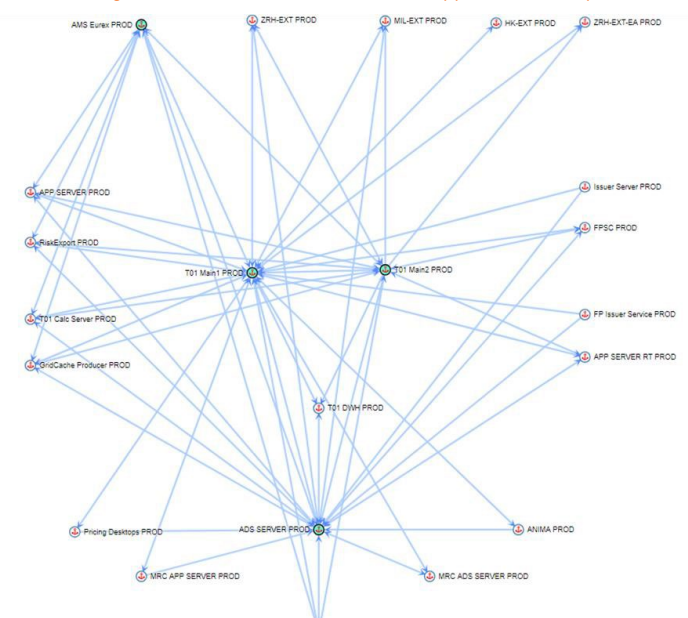 AMS Eurex PROD
ZRH-EXT PROD
MIL-EXT PROD
HK-EXT PROD
ZRH-EXT-EA PROD
APP SERVER PROD
Issuer Server PROD
FPSC PROD
RiskExport PROD
T01 Main1 PROD
T01 Main2 PROD
T01 Calc Server PROD
FP Issuer Service PROD
APP SERVER RT PROD
GridCache Producer PROD
T01 DWH PROD
Pricing Desktops PROD
ADS SERVER PROD
ANIMA PROD
MRC APP SERVER PROD
MRC ADS SERVER PROD